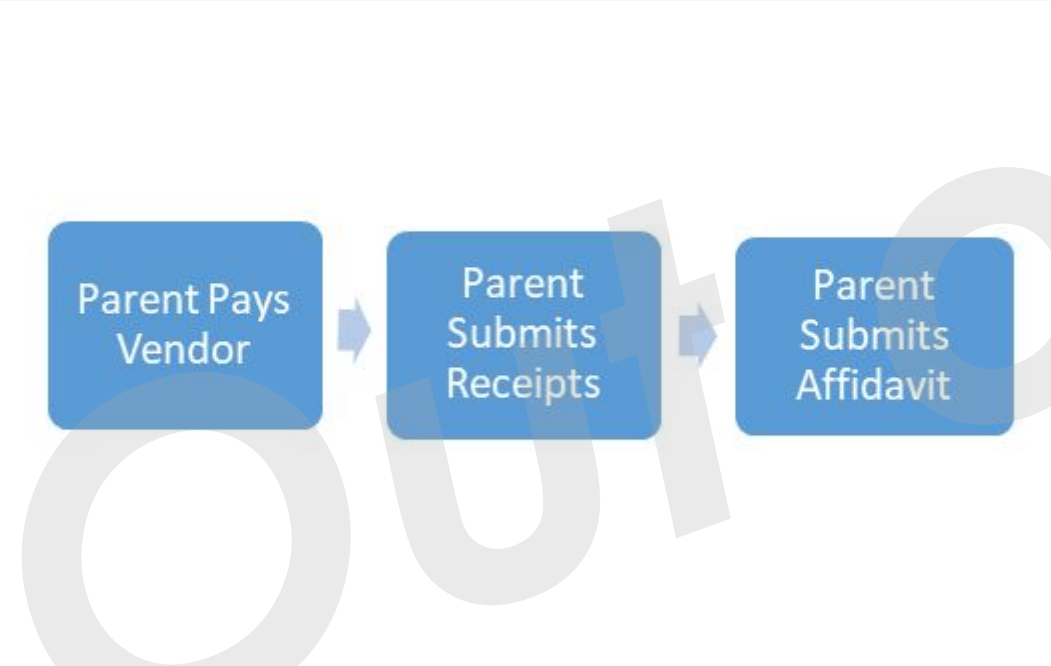 Parent Pays
Vendor
Parent
Submits
Receipts
Parent
Submits
Affidavit
Out